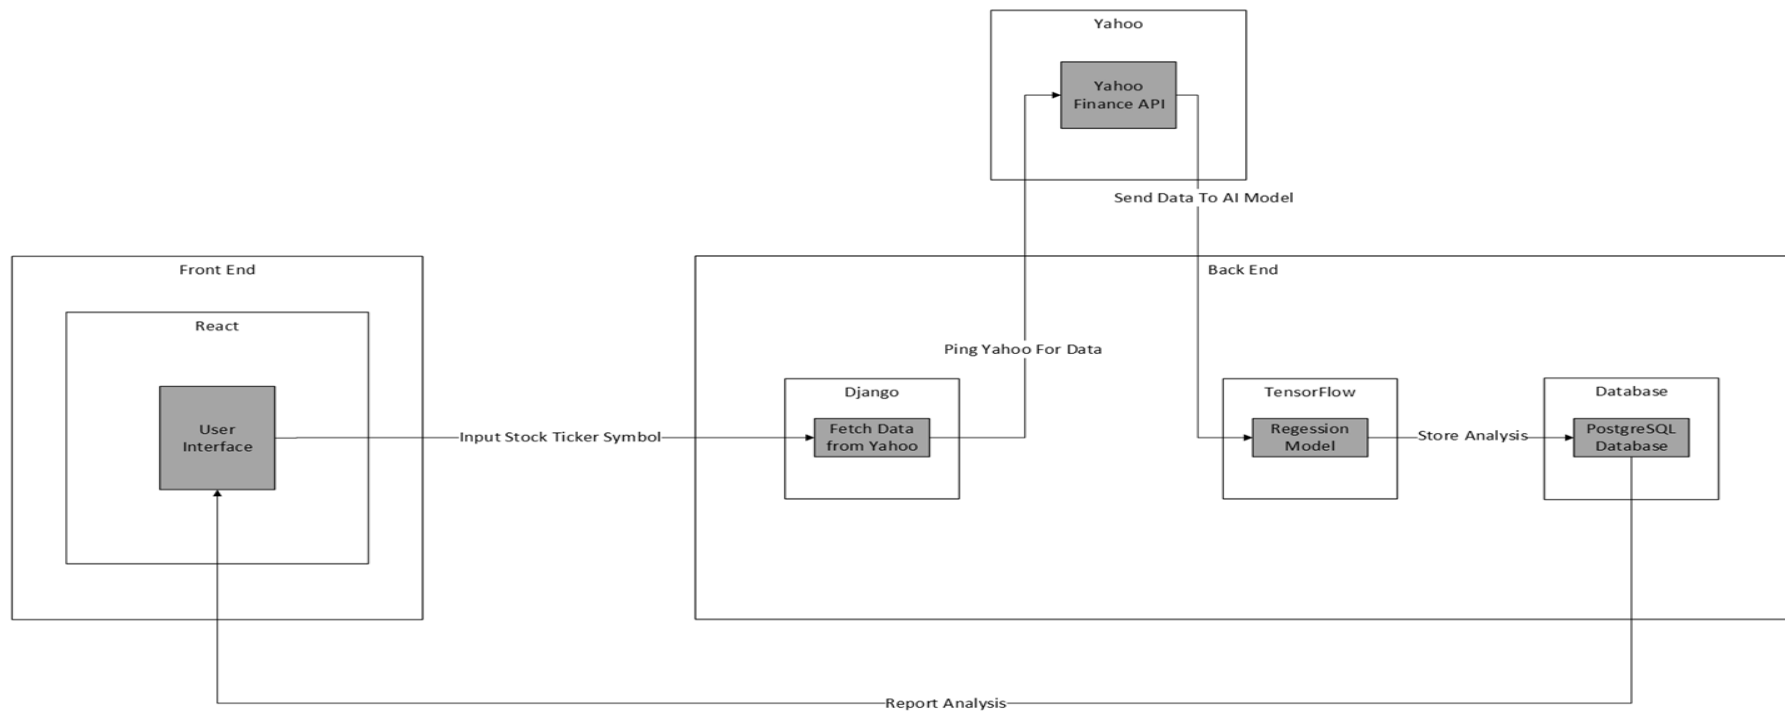 Yahoo
Yahoo
Finance API
Send Data To AI Model
Front End
Back End
React
Ping Yahoo For Data
Django
TensorFlow
Database
User
Interface
Input Stock Ticker Symbol
Fetch Data
from Yahoo
Regession
Model
Store Analysis
PostgreSQL
Database
Report Analysis